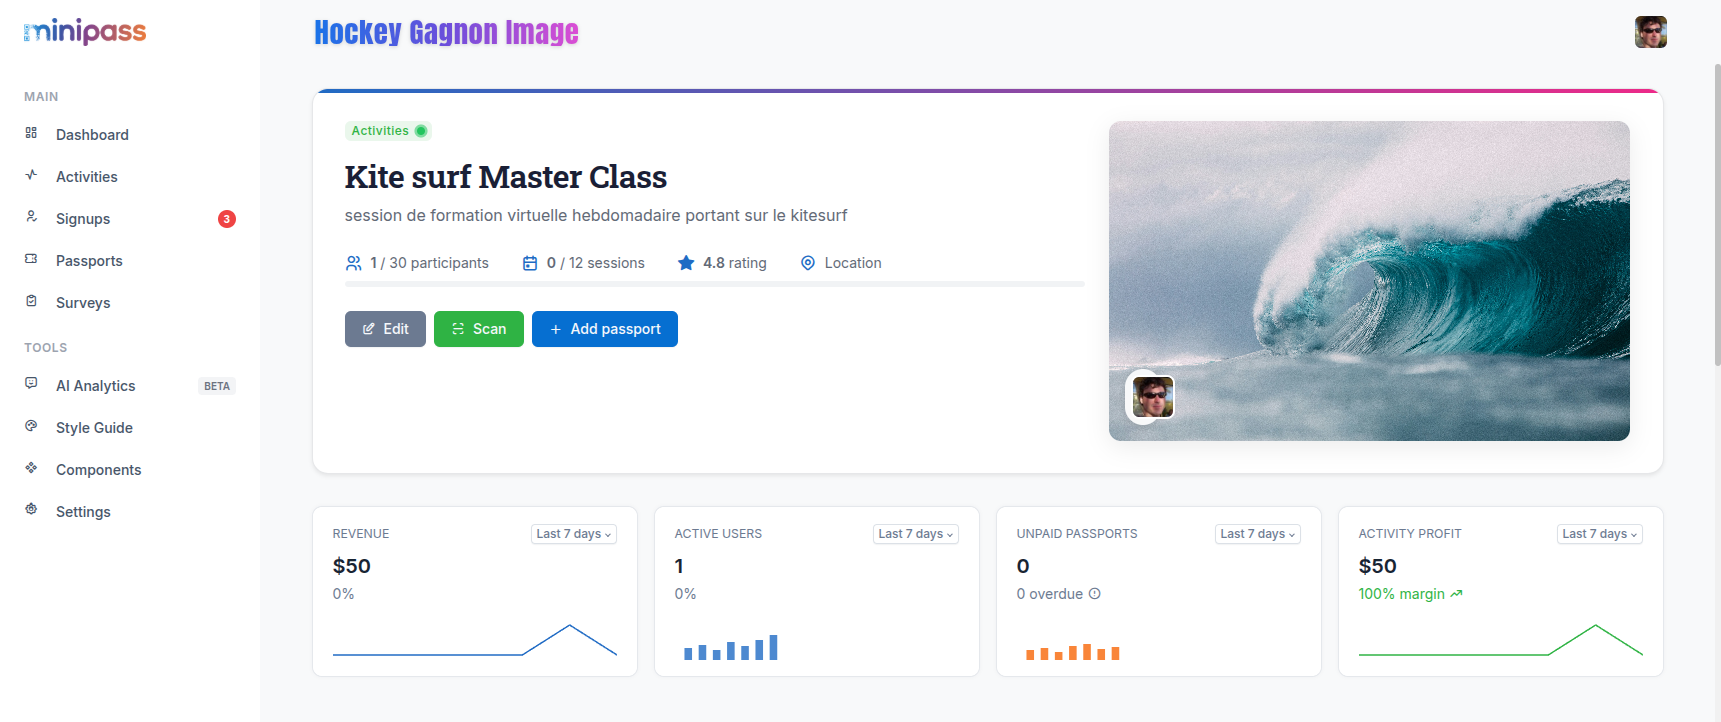 minipass
Hockey Gagnon Image
MAIN
Dashboard
Activities
Signups 3
Passports
Surveys
TOOLS
AI Analytics BETA
Style Guide
Components
Settings
Activities
Kite surf Master Class
session de formation virtuelle hebdomadaire portant sur le kitesurf
1 / 30 participants 0 / 12 sessions 4.8 rating Location
Edit Scan + Add passport
REVENUE Last 7 days
$50
0%
ACTIVE USERS Last 7 days
1
0%
UNPAID PASSPORTS Last 7 days
0
0 overdue
ACTIVITY PROFIT Last 7 days
$50
100% margin